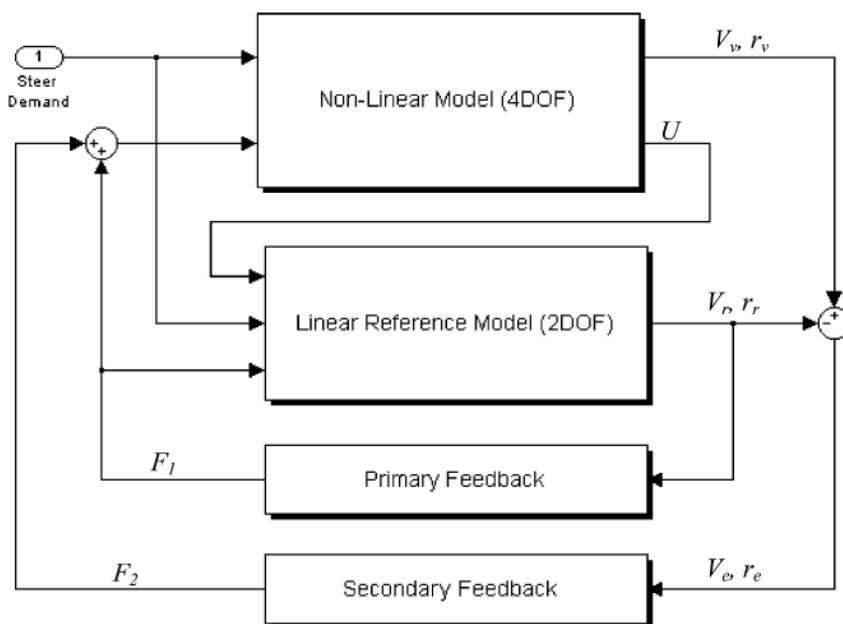 1
Steer
Demand
Non-Linear Model (4DOF)
V_v, r_v
U
+
+
Linear Reference Model (2DOF)
V_r, r_r
+
-
F_1
Primary Feedback
F_2
Secondary Feedback
V_e, r_e